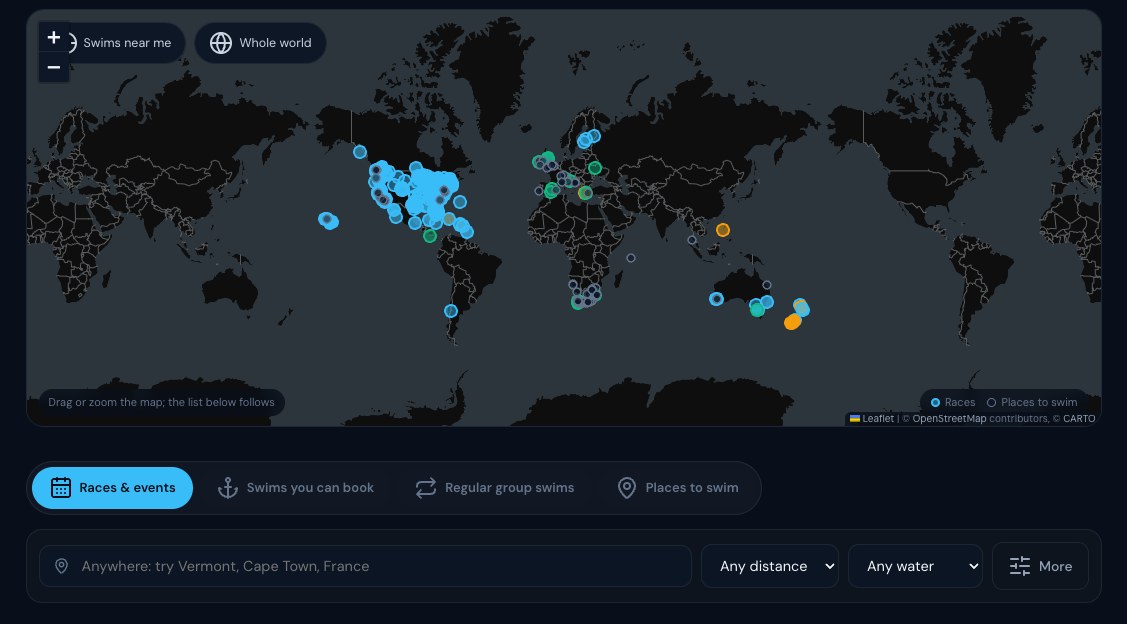 +
Swims near me
Whole world
−
Drag or zoom the map; the list below follows
Races
Places to swim
Leaflet | © OpenStreetMap contributors, © CARTO
Races & events
Swims you can book
Regular group swims
Places to swim
Anywhere: try Vermont, Cape Town, France
Any distance
Any water
More